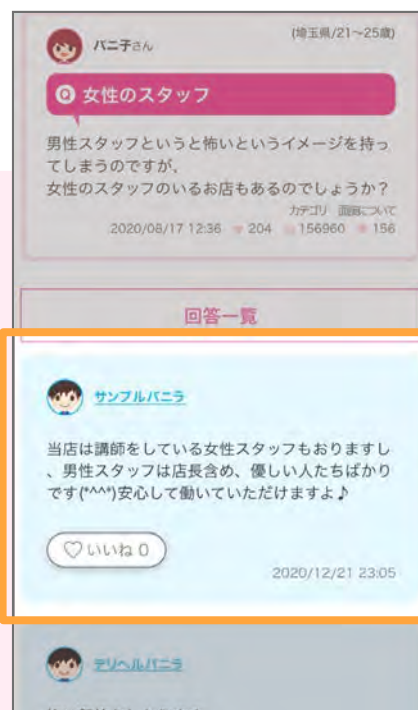 バニ子さん
(埼玉県/21〜25歳)
Q 女性のスタッフ
男性スタッフというと怖いというイメージを持っ
てしまうのですが、
女性のスタッフのいるお店もあるのでしょうか？
カテゴリ 面接について
2020/08/17 12:36 204 156960 156
回答一覧
サンプルバニラ
当店は講師をしている女性スタッフもおりますし
、男性スタッフは店長含め、優しい人たちばかり
です(*^^*)安心して働いていただけますよ♪
♡いいね 0
2020/12/21 23:05
デリヘルバニラ